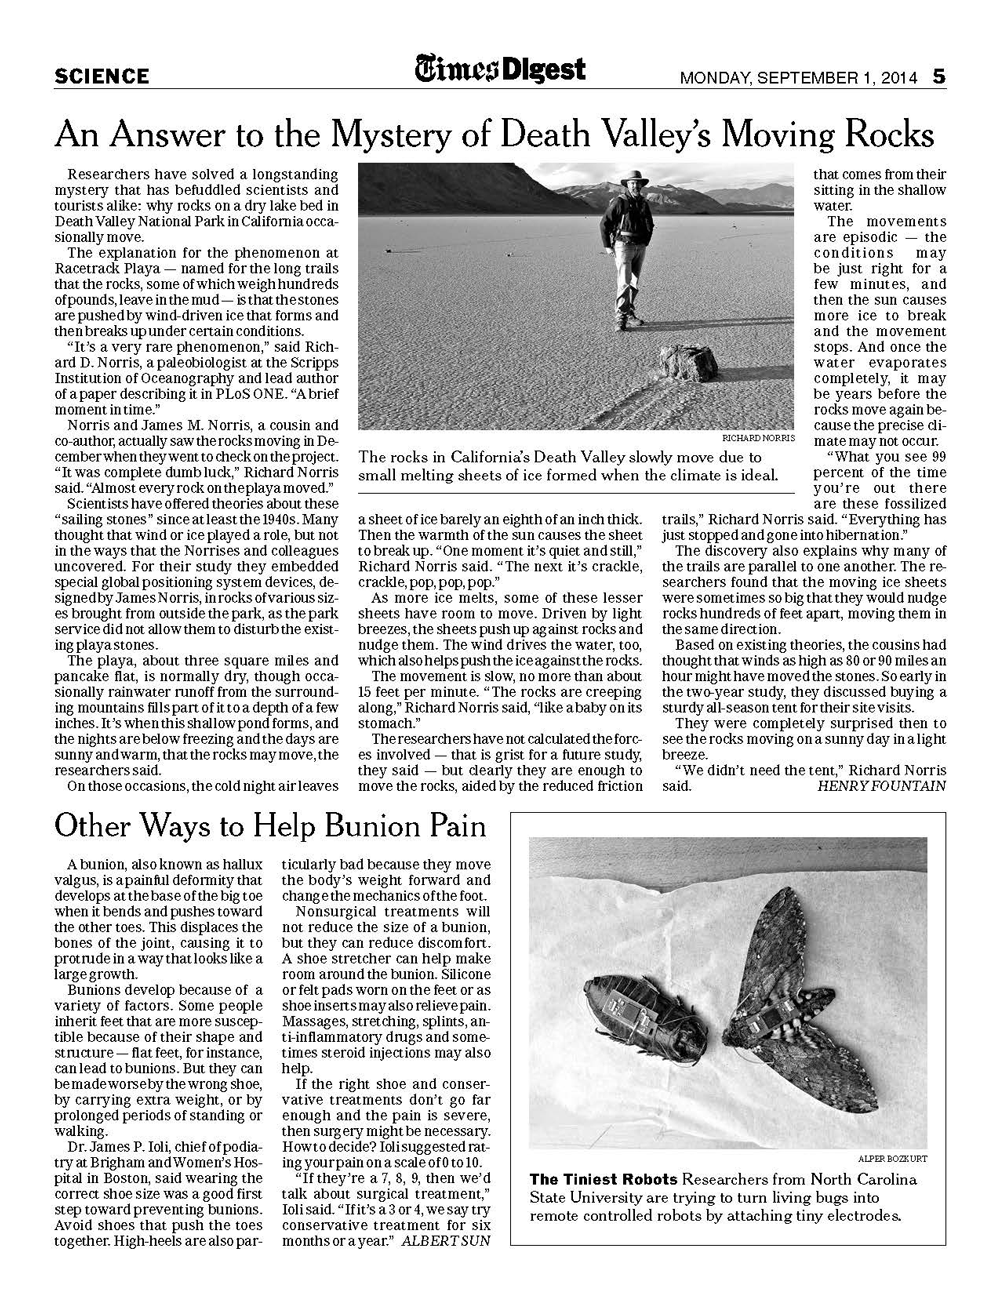 SCIENCE
Times Digest
MONDAY, SEPTEMBER 1, 2014 5
An Answer to the Mystery of Death Valley's Moving Rocks
Researchers have solved a longstanding
mystery that has befuddled scientists and
tourists alike: why rocks on a dry lake bed in
Death Valley National Park in California occa-
sionally move.
The explanation for the phenomenon at
Racetrack Playa — named for the long trails
that the rocks, some of which weigh hundreds
of pounds, leave in the mud — is that the stones
are pushed by wind-driven ice that forms and
then breaks up under certain conditions.
“It's a very rare phenomenon,” said Rich-
ard D. Norris, a paleobiologist at the Scripps
Institution of Oceanography and lead author
of a paper describing it in PLoS ONE. “A brief
moment in time.”
Norris and James M. Norris, a cousin and
co-author, actually saw the rocks moving in De-
cember when they went to check on the project.
“It was complete dumb luck,” Richard Norris
said. “Almost every rock on the playa moved.”
Scientists have offered theories about these
“sailing stones” since at least the 1940s. Many
thought that wind or ice played a role, but not
in the ways that the Norrises and colleagues
uncovered. For their study they embedded
special global positioning system devices, de-
signed by James Norris, in rocks of various siz-
es brought from outside the park, as the park
service did not allow them to disturb the exist-
ing playa stones.
The playa, about three square miles and
pancake flat, is normally dry, though occa-
sionally rainwater runoff from the surround-
ing mountains fills part of it to a depth of a few
inches. It's when this shallow pond forms, and
the nights are below freezing and the days are
sunny and warm, that the rocks may move, the
researchers said.
On those occasions, the cold night air leaves
RICHARD NORRIS
The rocks in California's Death Valley slowly move due to
small melting sheets of ice formed when the climate is ideal.
a sheet of ice barely an eighth of an inch thick.
Then the warmth of the sun causes the sheet
to break up. “One moment it's quiet and still,”
Richard Norris said. “The next it's crackle,
crackle, pop, pop, pop.”
As more ice melts, some of these lesser
sheets have room to move. Driven by light
breezes, the sheets push up against rocks and
nudge them. The wind drives the water, too,
which also helps push the ice against the rocks.
The movement is slow, no more than about
15 feet per minute. “The rocks are creeping
along,” Richard Norris said, “like a baby on its
stomach.”
The researchers have not calculated the forc-
es involved — that is grist for a future study,
they said — but clearly they are enough to
move the rocks, aided by the reduced friction
that comes from their
sitting in the shallow
water.
The movements
are episodic — the
conditions may
be just right for a
few minutes, and
then the sun causes
more ice to break
and the movement
stops. And once the
water evaporates
completely, it may
be years before the
rocks move again be-
cause the precise cli-
mate may not occur.
“What you see 99
percent of the time
you're out there
are these fossilized
trails,” Richard Norris said. “Everything has
just stopped and gone into hibernation.”
The discovery also explains why many of
the trails are parallel to one another. The re-
searchers found that the moving ice sheets
were sometimes so big that they would nudge
rocks hundreds of feet apart, moving them in
the same direction.
Based on existing theories, the cousins had
thought that winds as high as 80 or 90 miles an
hour might have moved the stones. So early in
the two-year study, they discussed buying a
sturdy all-season tent for their site visits.
They were completely surprised then to
see the rocks moving on a sunny day in a light
breeze.
“We didn't need the tent,” Richard Norris
said. HENRY FOUNTAIN
Other Ways to Help Bunion Pain
A bunion, also known as hallux
valgus, is a painful deformity that
develops at the base of the big toe
when it bends and pushes toward
the other toes. This displaces the
bones of the joint, causing it to
protrude in a way that looks like a
large growth.
Bunions develop because of a
variety of factors. Some people
inherit feet that are more suscep-
tible because of their shape and
structure — flat feet, for instance,
can lead to bunions. But they can
be made worse by the wrong shoe,
by carrying extra weight, or by
prolonged periods of standing or
walking.
Dr. James P. Ioli, chief of podia-
try at Brigham and Women's Hos-
pital in Boston, said wearing the
correct shoe size was a good first
step toward preventing bunions.
Avoid shoes that push the toes
together. High-heels are also par-
ticularly bad because they move
the body's weight forward and
change the mechanics of the foot.
Nonsurgical treatments will
not reduce the size of a bunion,
but they can reduce discomfort.
A shoe stretcher can help make
room around the bunion. Silicone
or felt pads worn on the feet or as
shoe inserts may also relieve pain.
Massages, stretching, splints, an-
ti-inflammatory drugs and some-
times steroid injections may also
help.
If the right shoe and conser-
vative treatments don't go far
enough and the pain is severe,
then surgery might be necessary.
How to decide? Ioli suggested rat-
ing your pain on a scale of 0 to 10.
“If they're a 7, 8, 9, then we'd
talk about surgical treatment,”
Ioli said. “If it's a 3 or 4, we say try
conservative treatment for six
months or a year.” ALBERT SUN
ALPER BOZKURT
The Tiniest Robots Researchers from North Carolina
State University are trying to turn living bugs into
remote controlled robots by attaching tiny electrodes.